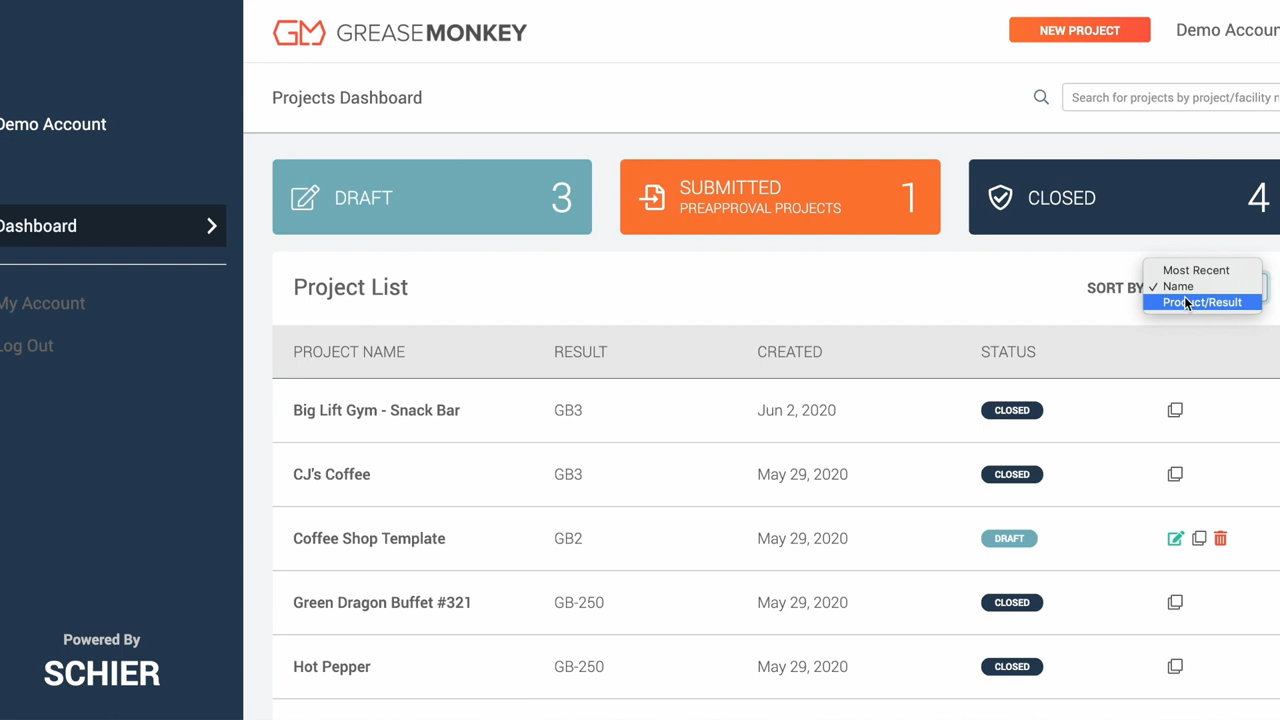 GM GREASEMONKEY
NEW PROJECT
Demo Accoun
Projects Dashboard
Search for projects by project/facility n
Demo Account
Dashboard
My Account
Log Out
Powered By
SCHIER
DRAFT 3
SUBMITTED
PREAPPROVAL PROJECTS
1
CLOSED 4
Project List
SORT BY
Most Recent
✓ Name
Product/Result
PROJECT NAME RESULT CREATED STATUS
Big Lift Gym - Snack Bar GB3 Jun 2, 2020 CLOSED
CJ's Coffee GB3 May 29, 2020 CLOSED
Coffee Shop Template GB2 May 29, 2020 DRAFT
Green Dragon Buffet #321 GB-250 May 29, 2020 CLOSED
Hot Pepper GB-250 May 29, 2020 CLOSED